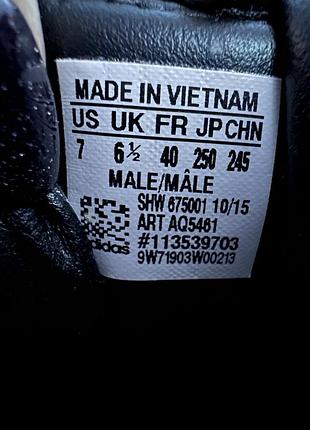 MADE IN VIETNAM
US UK FR JP CHN
7 6½ 40 250 245
MALE/MÂLE
SHW 675001 10/15
ART AQ5461
#113539703
9W71903W00213
adidas